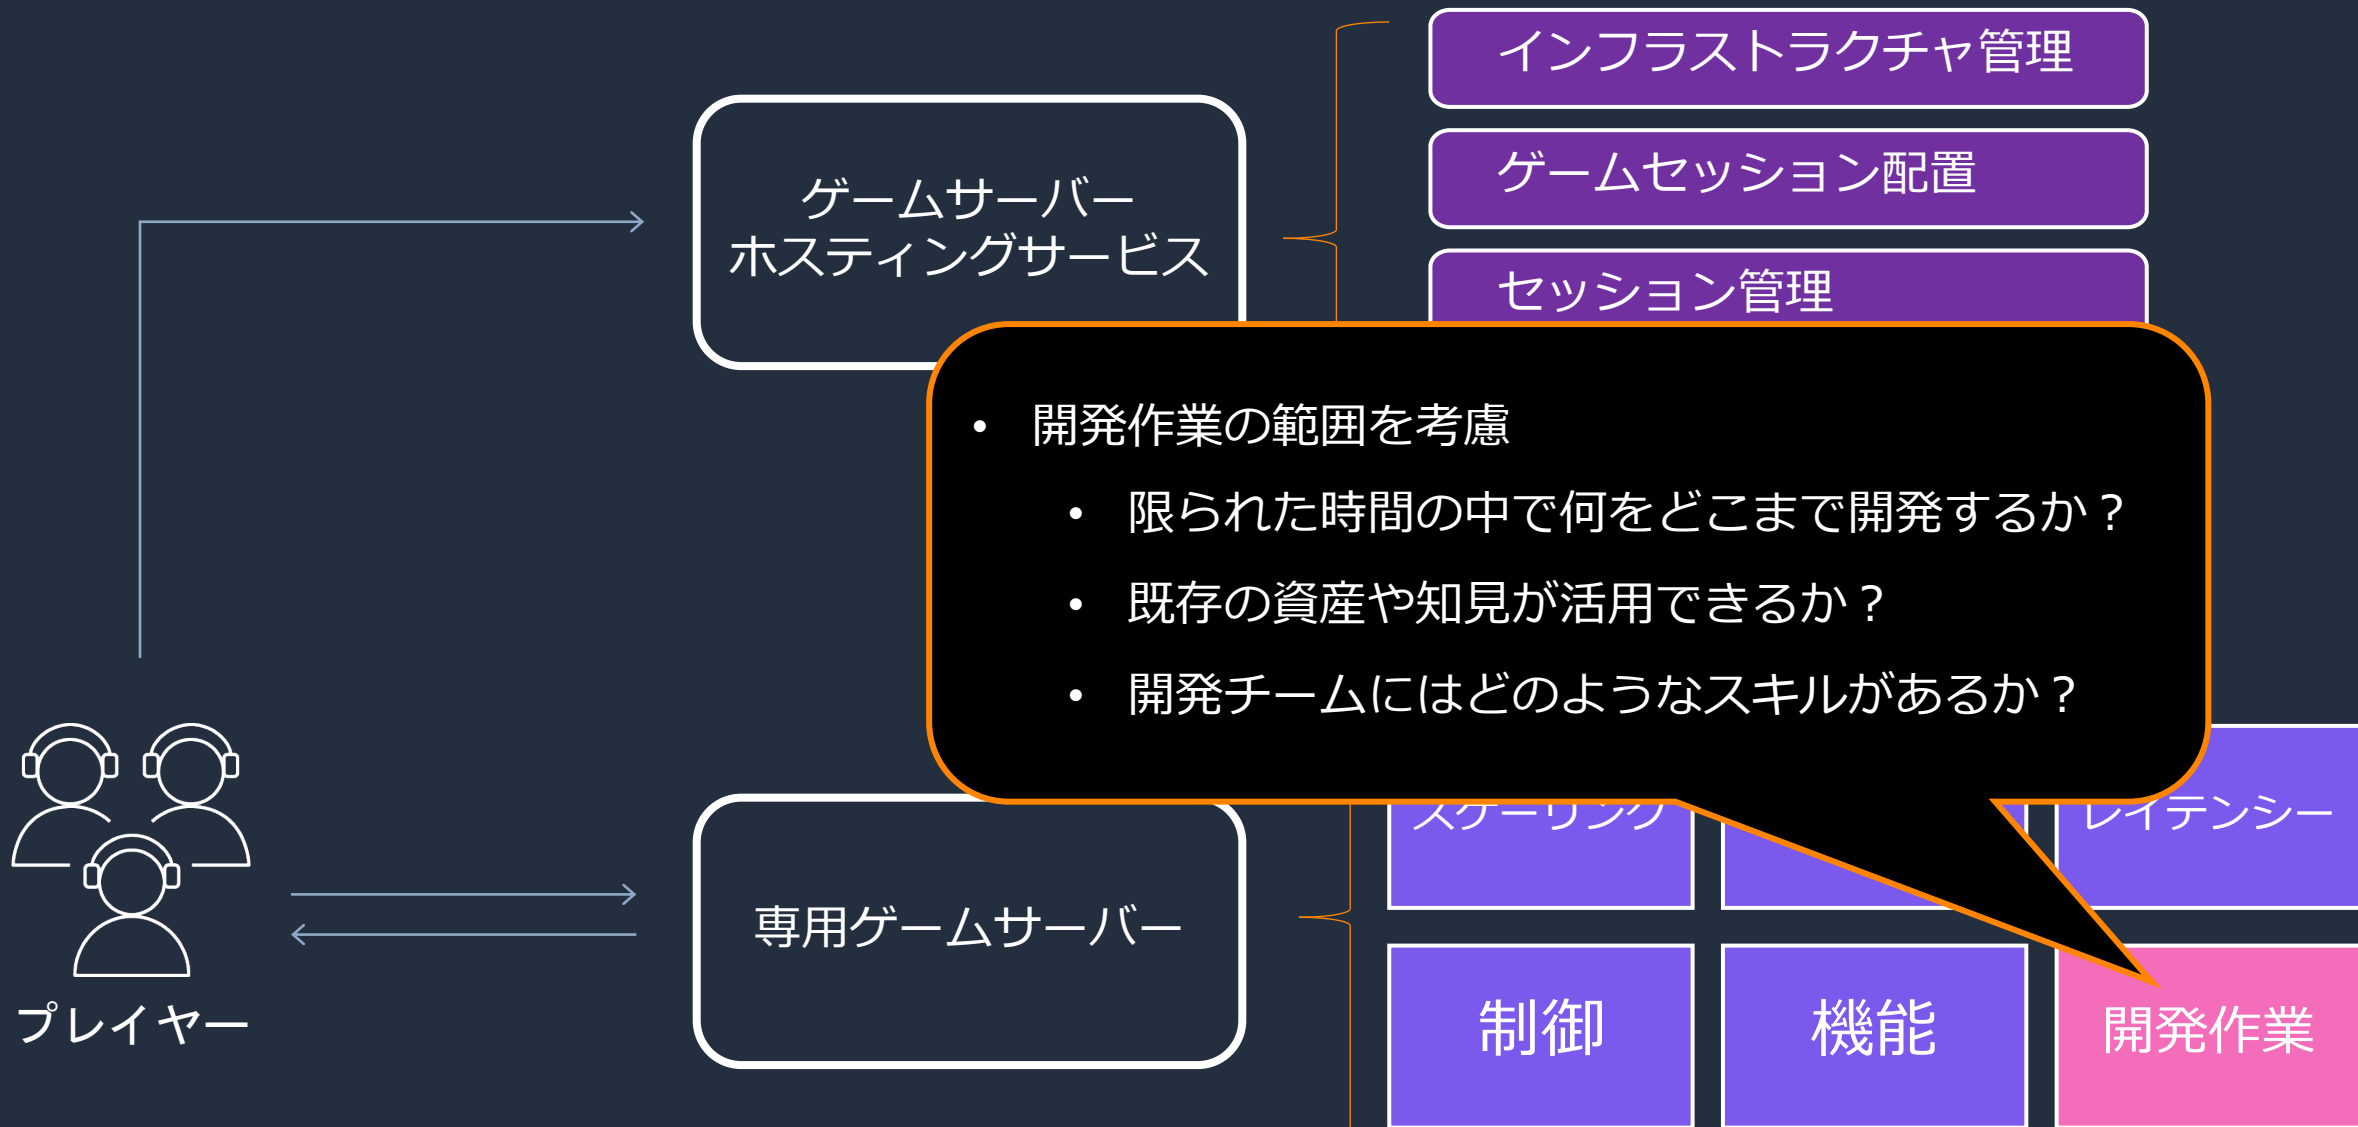 インフラストラクチャ管理
ゲームセッション配置
セッション管理
ゲームサーバー
ホスティングサービス
• 開発作業の範囲を考慮
• 限られた時間の中で何をどこまで開発するか？
• 既存の資産や知見が活用できるか？
• 開発チームにはどのようなスキルがあるか？
スケーリング
レイテンシー
専用ゲームサーバー
制御
機能
開発作業
プレイヤー